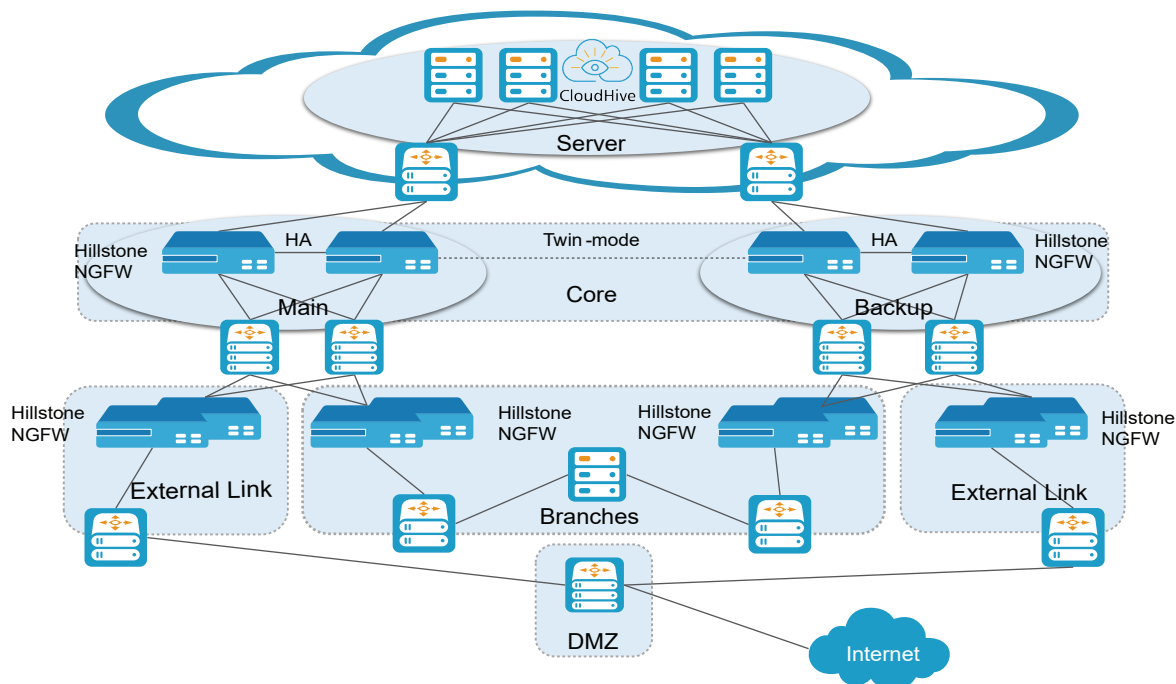 CloudHive
Server
Hillstone
NGFW
HA
Twin-mode
HA
Hillstone
NGFW
Core
Main
Backup
Hillstone
NGFW
Hillstone
NGFW
Hillstone
NGFW
Hillstone
NGFW
External Link
Branches
External Link
DMZ
Internet